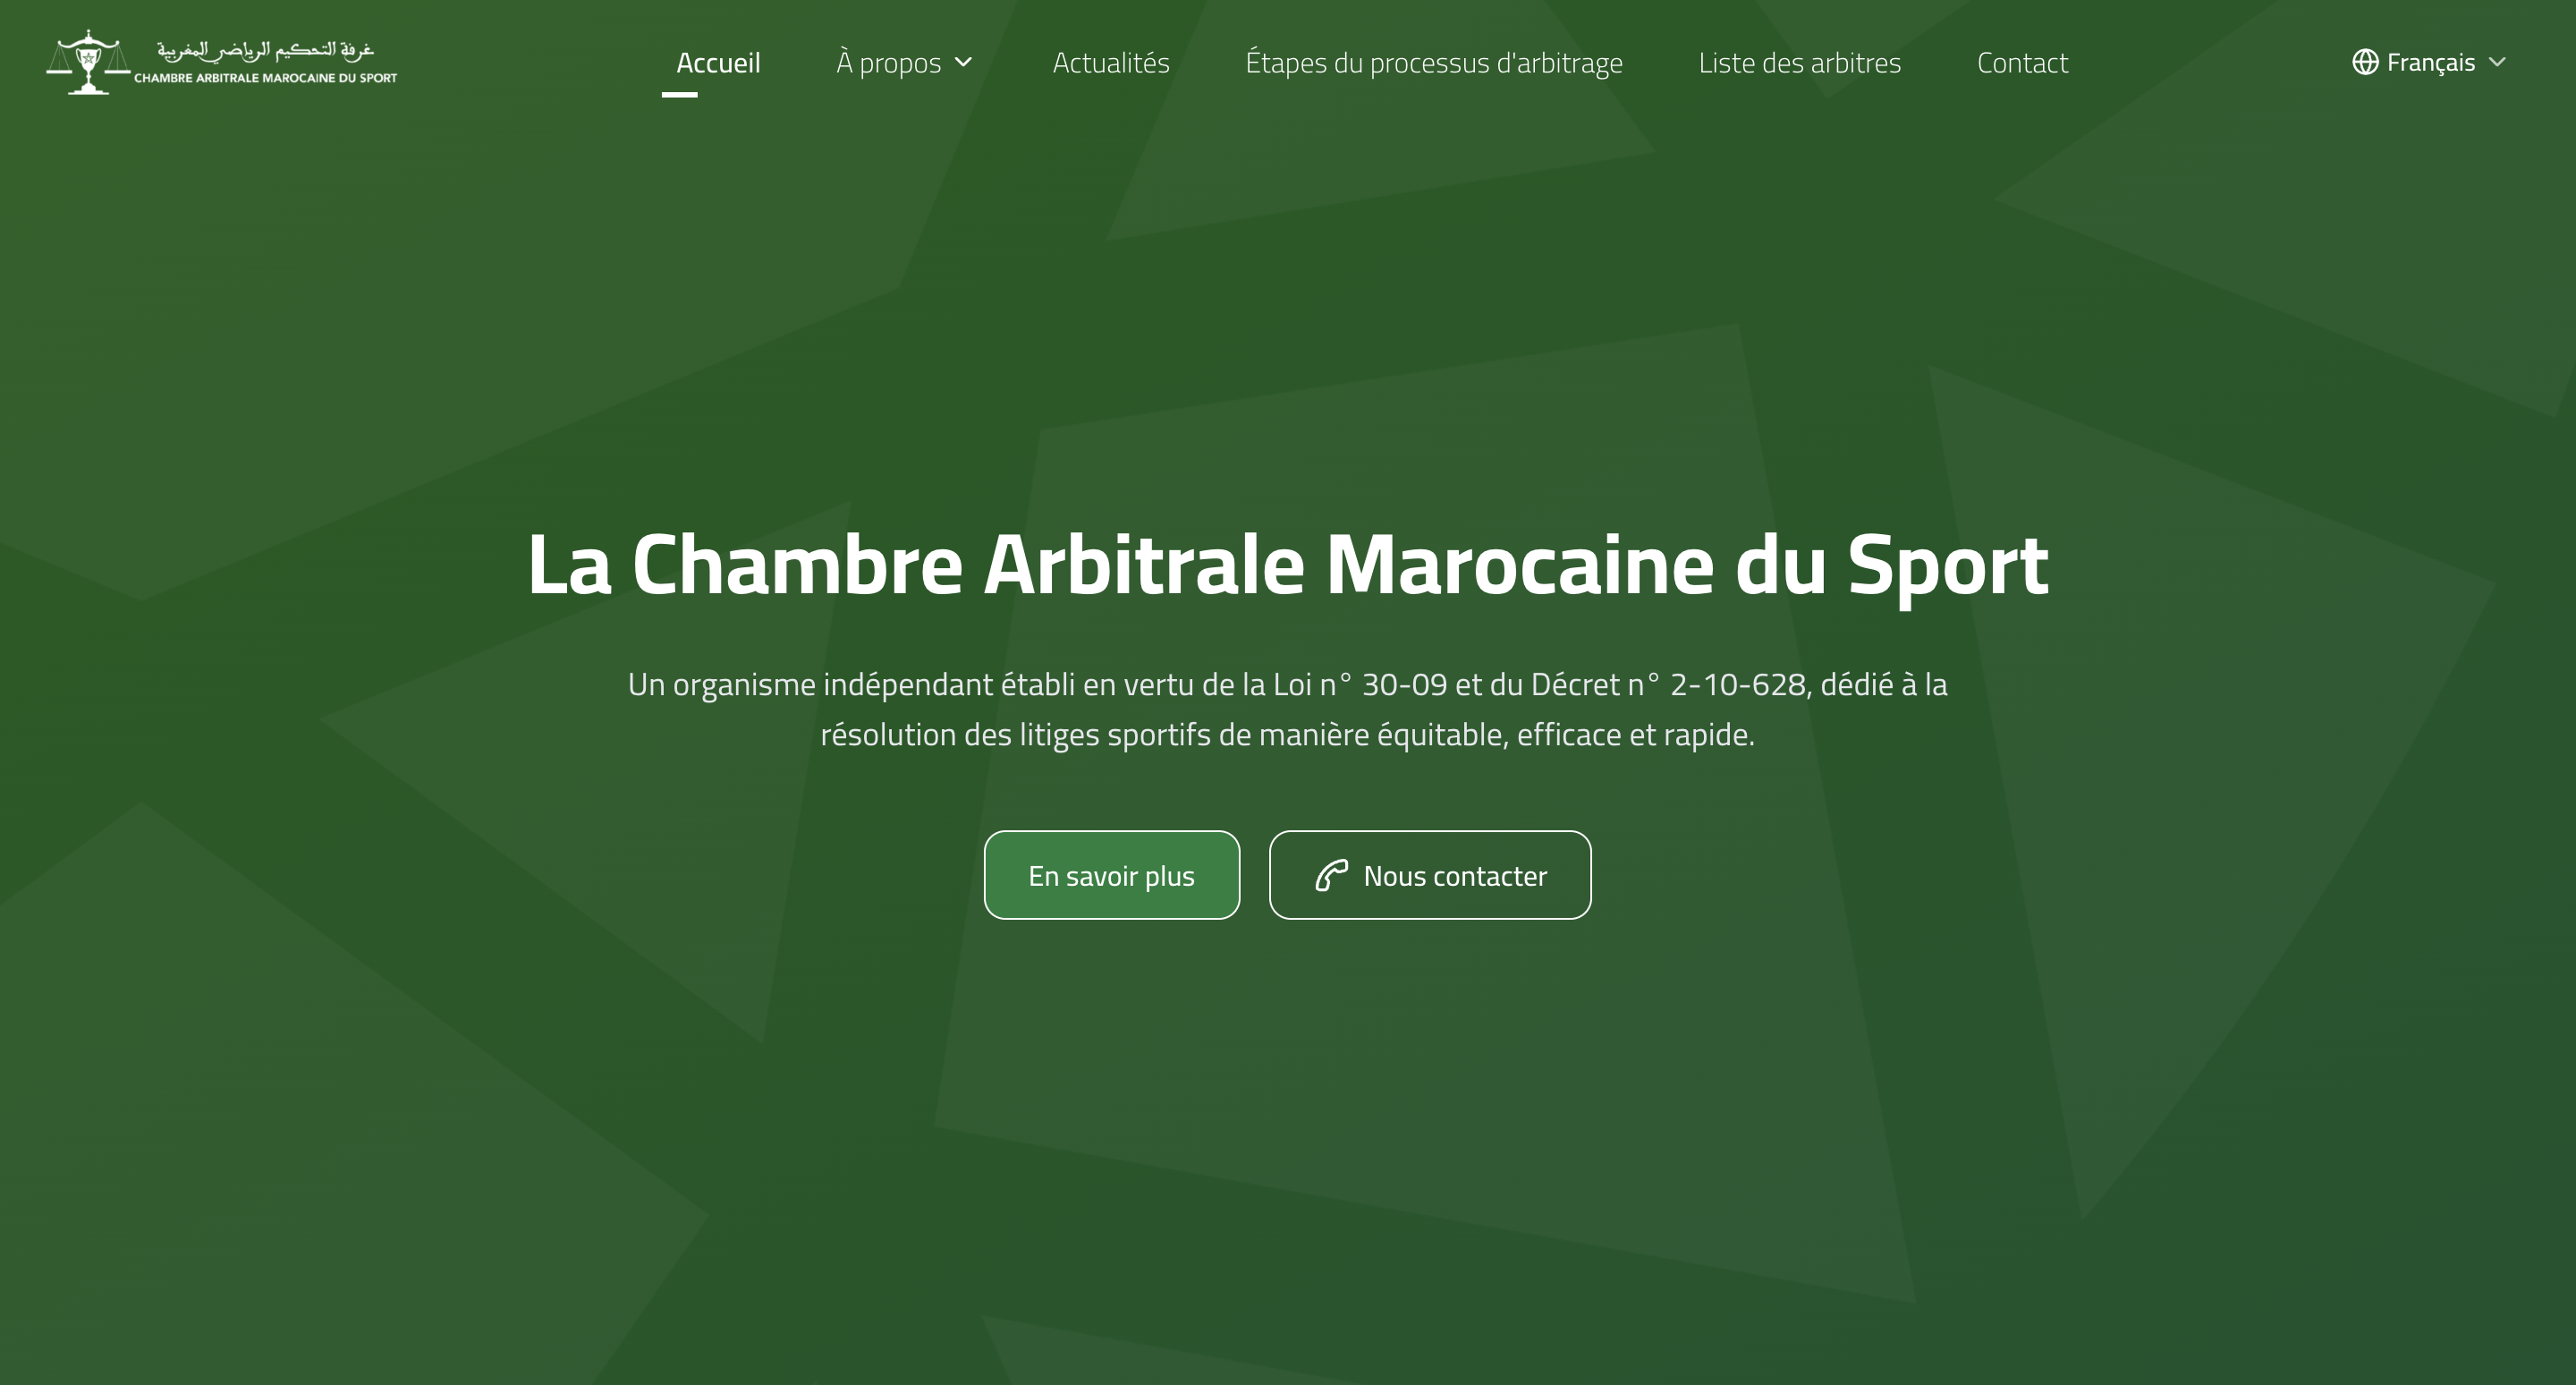 غرفة التحكيم الرياضي المغربية
CHAMBRE ARBITRALE MAROCAINE DU SPORT
Accueil
À propos
Actualités
Étapes du processus d'arbitrage
Liste des arbitres
Contact
Français
La Chambre Arbitrale Marocaine du Sport
Un organisme indépendant établi en vertu de la Loi n° 30-09 et du Décret n° 2-10-628, dédié à la
résolution des litiges sportifs de manière équitable, efficace et rapide.
En savoir plus
Nous contacter